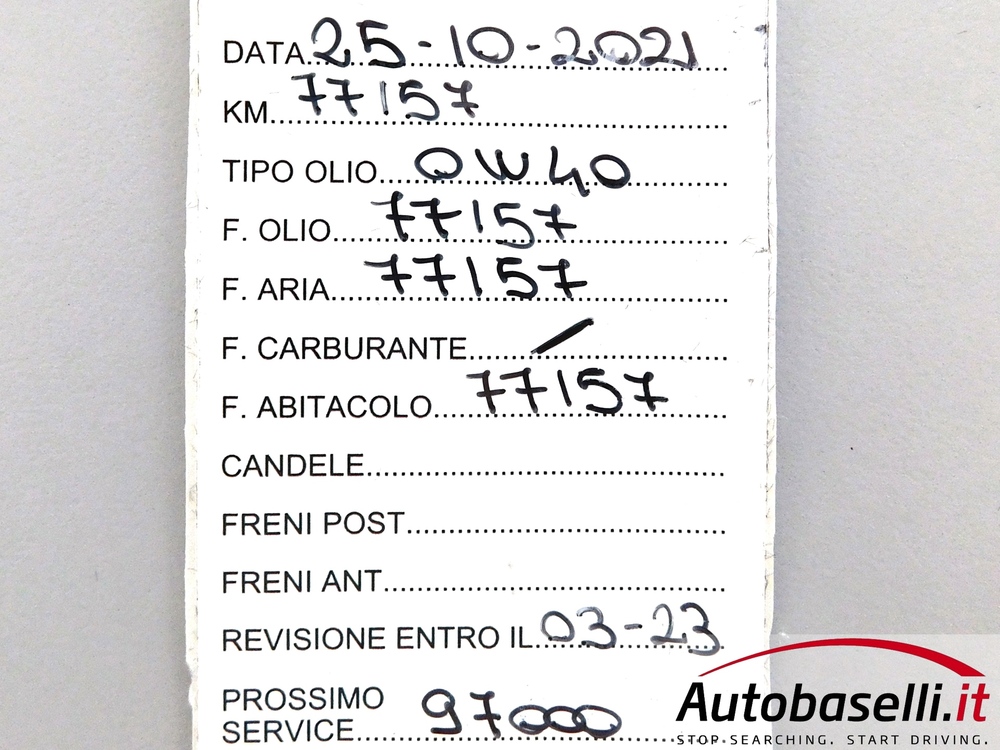 DATA 25-10-2021
KM 77157
TIPO OLIO 0W40
F. OLIO 77157
F. ARIA 77157
F. CARBURANTE /
F. ABITACOLO 77157
CANDELE
FRENI POST
FRENI ANT
REVISIONE ENTRO IL 03-23
PROSSIMO
SERVICE 97000
Autobaselli.it
STOP SEARCHING. START DRIVING.